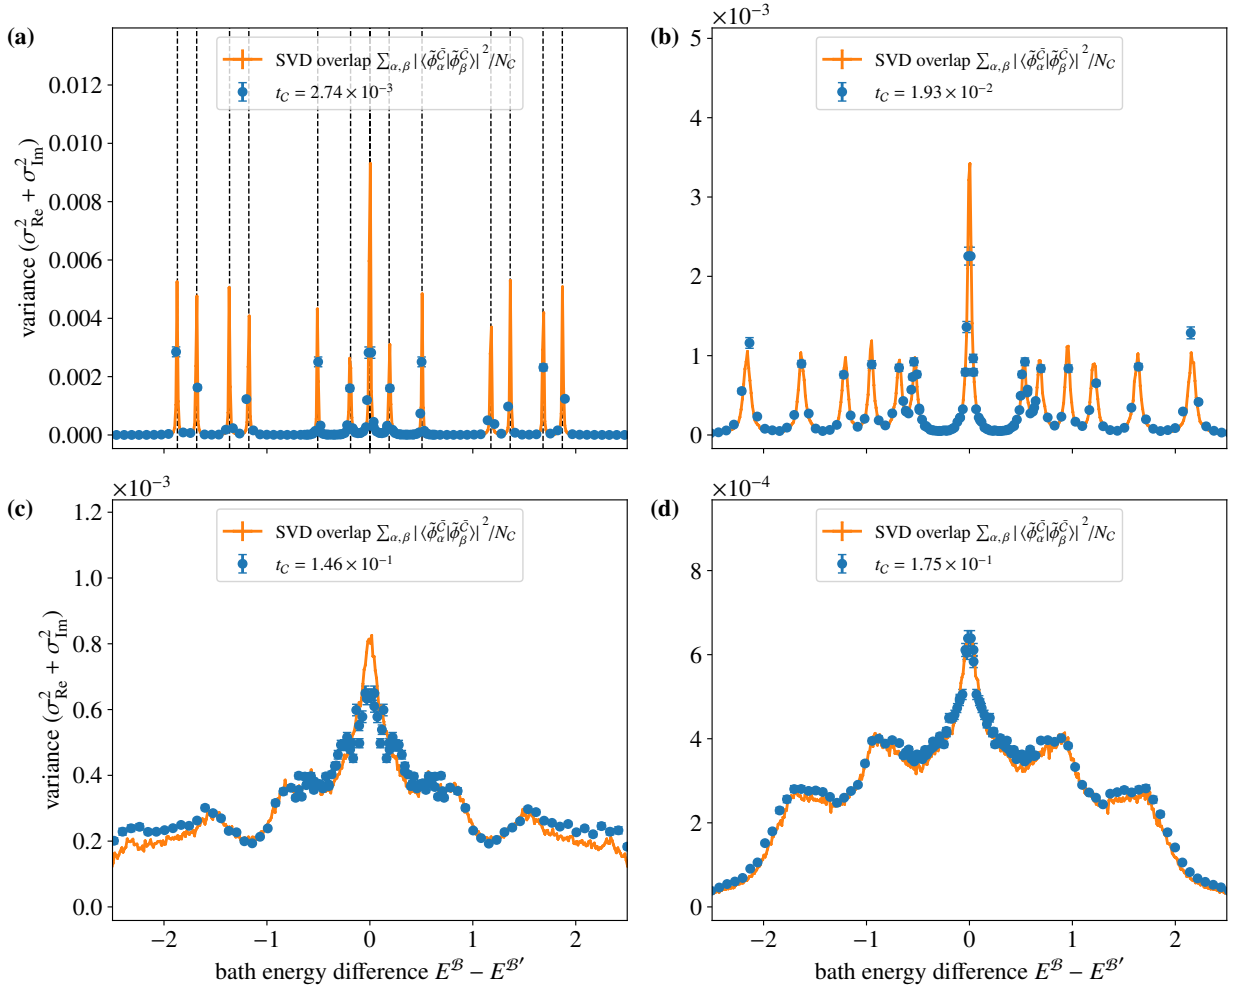 (a)
SVD overlap ∑α,β |⟨ϕ̃αC̄|ϕ̃βC̄⟩|²/NC
tC = 2.74 × 10⁻³
0.012
0.010
0.008
0.006
0.004
0.002
0.000
variance (σ²Re + σ²Im)
(b)
×10⁻³
SVD overlap ∑α,β |⟨ϕ̃αC̄|ϕ̃βC̄⟩|²/NC
tC = 1.93 × 10⁻²
5
4
3
2
1
0
(c)
×10⁻³
SVD overlap ∑α,β |⟨ϕ̃αC̄|ϕ̃βC̄⟩|²/NC
tC = 1.46 × 10⁻¹
1.2
1.0
0.8
0.6
0.4
0.2
0.0
variance (σ²Re + σ²Im)
−2 −1 0 1 2
bath energy difference Eᴮ − Eᴮ′
(d)
×10⁻⁴
SVD overlap ∑α,β |⟨ϕ̃αC̄|ϕ̃βC̄⟩|²/NC
tC = 1.75 × 10⁻¹
8
6
4
2
0
−2 −1 0 1 2
bath energy difference Eᴮ − Eᴮ′